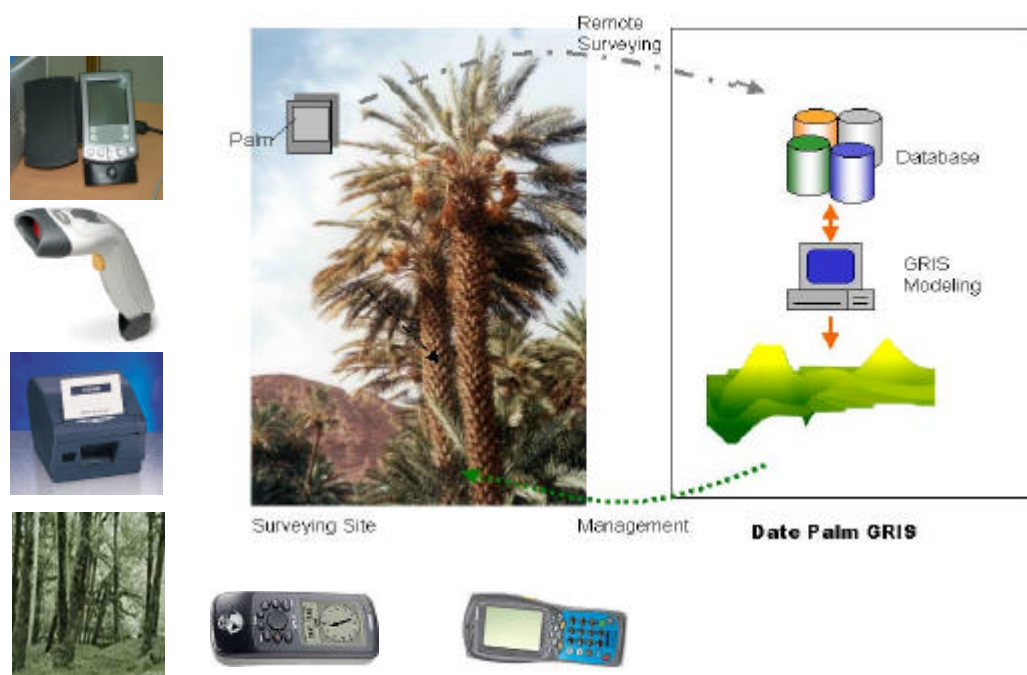 Remote
Surveying
Palm
Database
GRIS
Modeling
Surveying Site
Management
Date Palm GRIS